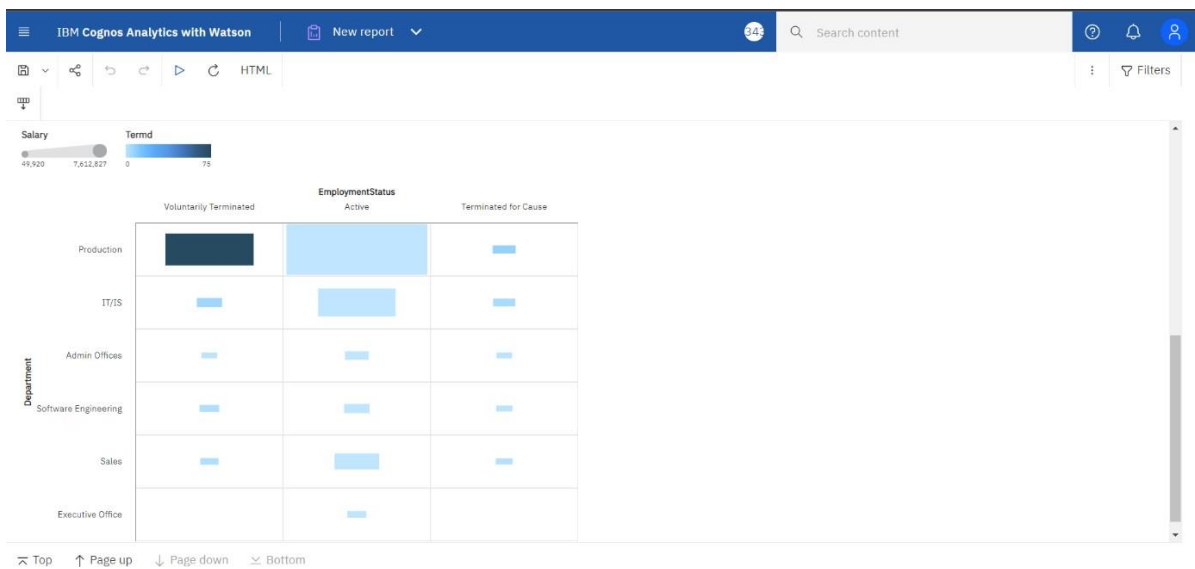 IBM Cognos Analytics with Watson
New report
343
Search content
HTML
Filters
Salary
49,920 7,612,827
Termd
0 75
EmploymentStatus
Voluntarily Terminated Active Terminated for Cause
Department
Production
IT/IS
Admin Offices
Software Engineering
Sales
Executive Office
Top Page up Page down Bottom